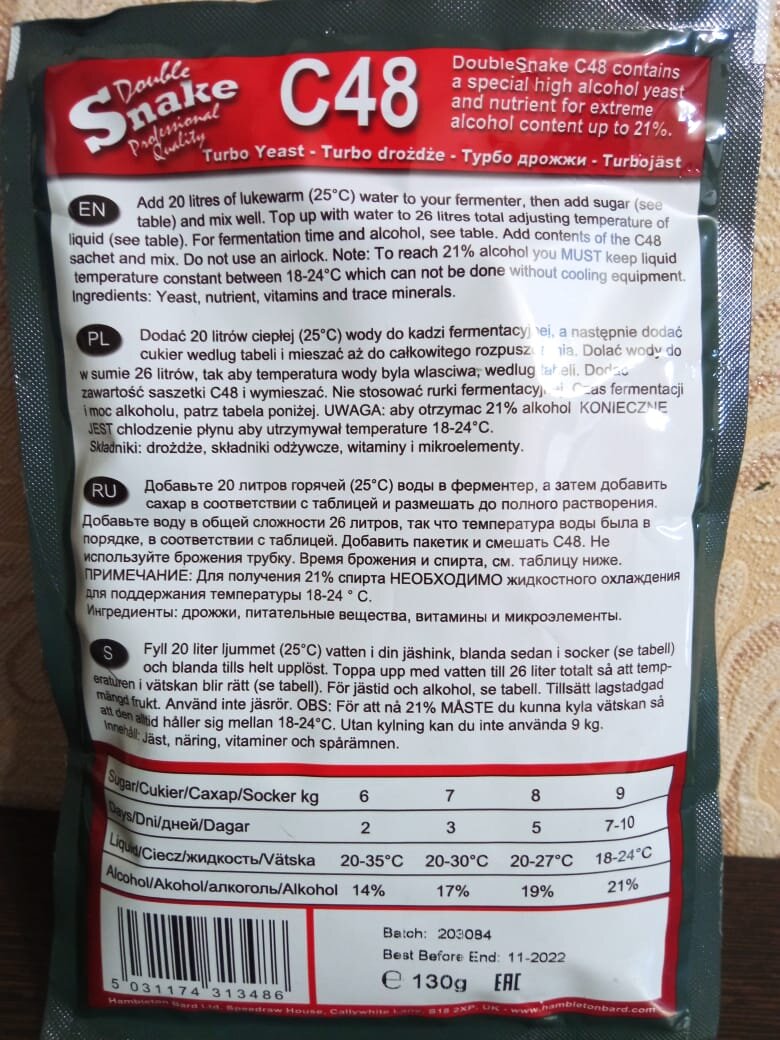 Double
Snake
Professional
Quality
C48
DoubleSnake C48 contains
a special high alcohol yeast
and nutrient for extreme
alcohol content up to 21%.
Turbo Yeast - Turbo drożdże - Турбо дрожжи - Turbojäst
EN
Add 20 litres of lukewarm (25°C) water to your fermenter, then add sugar (see
table) and mix well. Top up with water to 26 litres total adjusting temperature of
liquid (see table). For fermentation time and alcohol, see table. Add contents of the C48
sachet and mix. Do not use an airlock. Note: To reach 21% alcohol you MUST keep liquid
temperature constant between 18-24°C which can not be done without cooling equipment.
Ingredients: Yeast, nutrient, vitamins and trace minerals.
PL
Dodać 20 litrów ciepłej (25°C) wody do kadzi fermentacyjnej, a następnie dodać
cukier wedlug tabeli i mieszać aż do całkowitego rozpuszczenia. Dolać wody do
w sumie 26 litrów, tak aby temperatura wody byla wlasciwa, wedlug tabeli. Dodać
zawartość saszetki C48 i wymieszać. Nie stosować rurki Czas fermentacji
i moc alkoholu, patrz tabela poniżej. UWAGA: aby otrzymac 21% alkohol KONIECZNE
JEST chlodzenie płynu aby utrzymywał temperature 18-24°C.
Składniki: drożdże, składniki odżywcze, witaminy i mikroelementy.
RU
Добавьте 20 литров горячей (25°C) воды в ферментер, а затем добавить
сахар в соответствии с таблицей и размешать до полного растворения.
Добавьте воду в общей сложности 26 литров, так что температура воды была в
порядке, в соответствии с таблицей. Добавить пакетик и смешать C48. Не
используйте брожения трубку. Время брожения и спирта, см. таблицу ниже.
ПРИМЕЧАНИЕ: Для получения 21% спирта НЕОБХОДИМО жидкостного охлаждения
для поддержания температуры 18-24 ° C.
Ингредиенты: дрожжи, питательные вещества, витамины и микроэлементы.
S
Fyll 20 liter ljummet (25°C) vatten i din jäshink, blanda sedan i socker (se tabell)
och blanda tills helt upplöst. Toppa upp med vatten till 26 liter totalt så att temp-
eraturen i vätskan blir rätt (se tabell). För jästid och alkohol, se tabell. Tillsätt lagstadgad
mängd frukt. Använd inte jäsrör. OBS: För att nå 21% MÅSTE du kunna kyla vätskan så
att den alltid håller sig mellan 18-24°C. Utan kylning kan du inte använda 9 kg.
Innehåll: Jäst, näring, vitaminer och spårämnen.
Sugar/Cukier/Caxap/Socker kg 6 7 8 9
Days/Dni/дней/Dagar 2 3 5 7-10
Liquid/Ciecz/жидкость/Vätska 20-35°C 20-30°C 20-27°C 18-24°C
Alcohol/Akohol/алкоголь/Alkohol 14% 17% 19% 21%
Batch: 203084
Best Before End: 11-2022
℮ 130g EAC
5 031174 313486
Hambleton Bard Ltd, Speedraw House, Callywhite Lane, S18 2XP, UK - www.hambletonbard.com